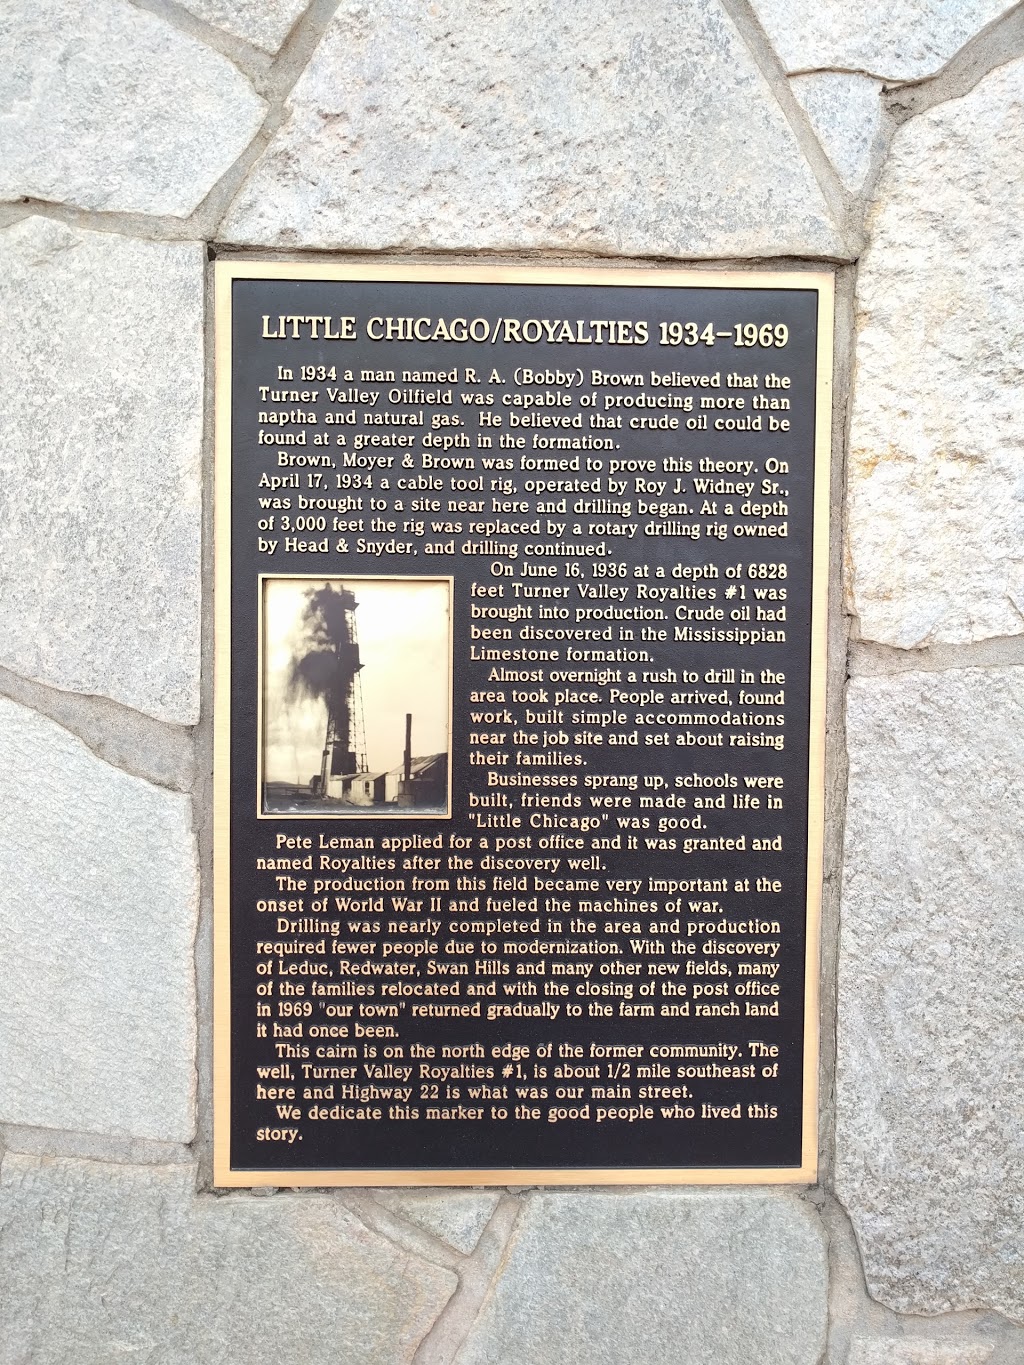 LITTLE CHICAGO/ROYALTIES 1934-1969
In 1934 a man named R. A. (Bobby) Brown believed that the
Turner Valley Oilfield was capable of producing more than
naptha and natural gas. He believed that crude oil could be
found at a greater depth in the formation.
Brown, Moyer & Brown was formed to prove this theory. On
April 17, 1934 a cable tool rig, operated by Roy J. Widney Sr.,
was brought to a site near here and drilling began. At a depth
of 3,000 feet the rig was replaced by a rotary drilling rig owned
by Head & Snyder, and drilling continued.
On June 16, 1936 at a depth of 6828
feet Turner Valley Royalties #1 was
brought into production. Crude oil had
been discovered in the Mississippian
Limestone formation.
Almost overnight a rush to drill in the
area took place. People arrived, found
work, built simple accommodations
near the job site and set about raising
their families.
Businesses sprang up, schools were
built, friends were made and life in
"Little Chicago" was good.
Pete Leman applied for a post office and it was granted and
named Royalties after the discovery well.
The production from this field became very important at the
onset of World War II and fueled the machines of war.
Drilling was nearly completed in the area and production
required fewer people due to modernization. With the discovery
of Leduc, Redwater, Swan Hills and many other new fields, many
of the families relocated and with the closing of the post office
in 1969 "our town" returned gradually to the farm and ranch land
it had once been.
This cairn is on the north edge of the former community. The
well, Turner Valley Royalties #1, is about 1/2 mile southeast of
here and Highway 22 is what was our main street.
We dedicate this marker to the good people who lived this
story.